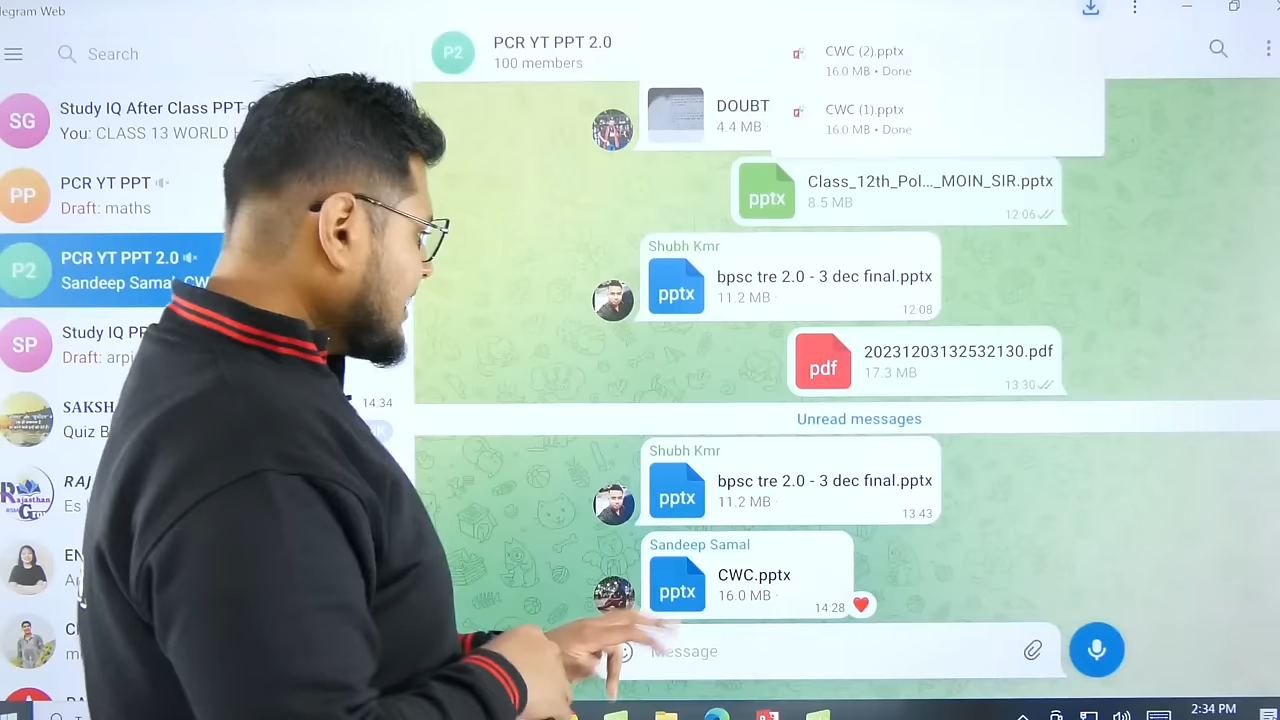 elegram Web
Search
SG
Study IQ After Class PPT
You: CLASS 13 WORLD
PP
PCR YT PPT
Draft: maths
P2
PCR YT PPT 2.0
Sandeep Samal
SP
Study IQ
Draft: arpi
14:34
SAKSH
Quiz B
RAJ
Rajasthan
Es
EN
P2
PCR YT PPT 2.0
100 members
CWC (2).pptx
16.0 MB • Done
CWC (1).pptx
16.0 MB • Done
DOUBT
4.4 MB
pptx
Class_12th_Pol..._MOIN_SIR.pptx
8.5 MB
12:06
Shubh Kmr
pptx
bpsc tre 2.0 - 3 dec final.pptx
11.2 MB
12:08
pdf
20231203132532130.pdf
17.3 MB
13:30
Unread messages
Shubh Kmr
pptx
bpsc tre 2.0 - 3 dec final.pptx
11.2 MB
13:43
Sandeep Samal
pptx
CWC.pptx
16.0 MB
14:28
Message
2:34 PM